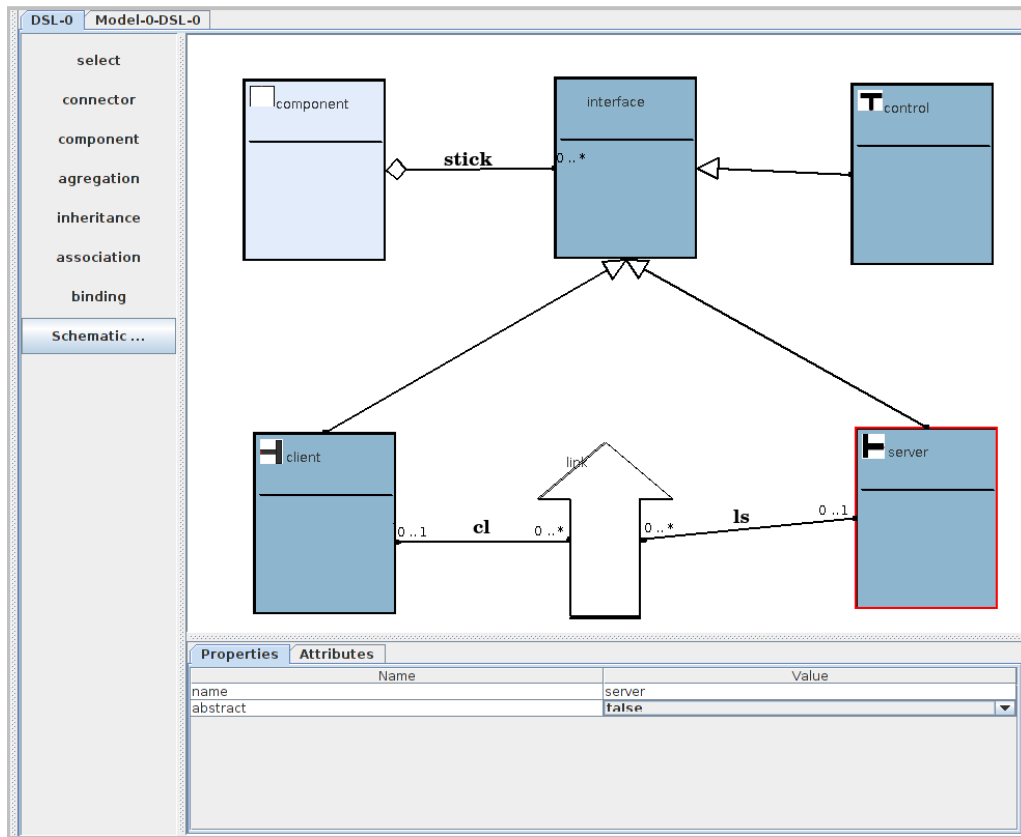 DSL-0 Model-0-DSL-0
select
connector
component
agregation
inheritance
association
binding
Schematic ...
component
interface
control
stick
0 ..*
client
link
server
0 ..1
cl
0 ..*
0 ..*
ls
0 ..1
Properties Attributes
Name Value
name server
abstract false